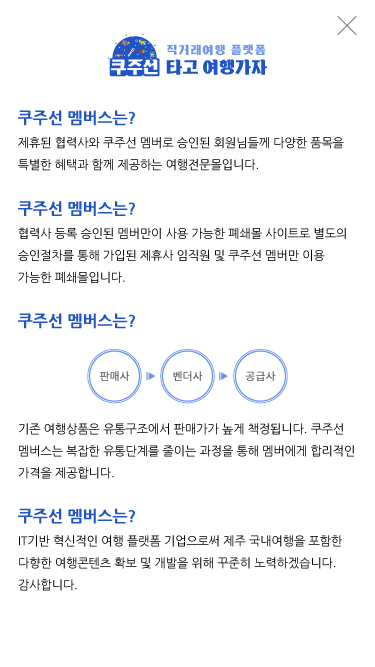 직거래여행 플랫폼
쿠주선 타고 여행가자
쿠주선 멤버스는?
제휴된 협력사와 쿠주선 멤버로 승인된 회원님들께 다양한 품목을
특별한 혜택과 함께 제공하는 여행전문몰입니다.
쿠주선 멤버스는?
협력사 등록 승인된 멤버만이 사용 가능한 폐쇄몰 사이트로 별도의
승인절차를 통해 가입된 제휴사 임직원 및 쿠주선 멤버만 이용
가능한 폐쇄몰입니다.
쿠주선 멤버스는?
판매사 벤더사 공급사
기존 여행상품은 유통구조에서 판매가가 높게 책정됩니다. 쿠주선
멤버스는 복잡한 유통단계를 줄이는 과정을 통해 멤버에게 합리적인
가격을 제공합니다.
쿠주선 멤버스는?
IT기반 혁신적인 여행 플랫폼 기업으로써 제주 국내여행을 포함한
다향한 여행콘텐츠 확보 및 개발을 위해 꾸준히 노력하겠습니다.
감사합니다.